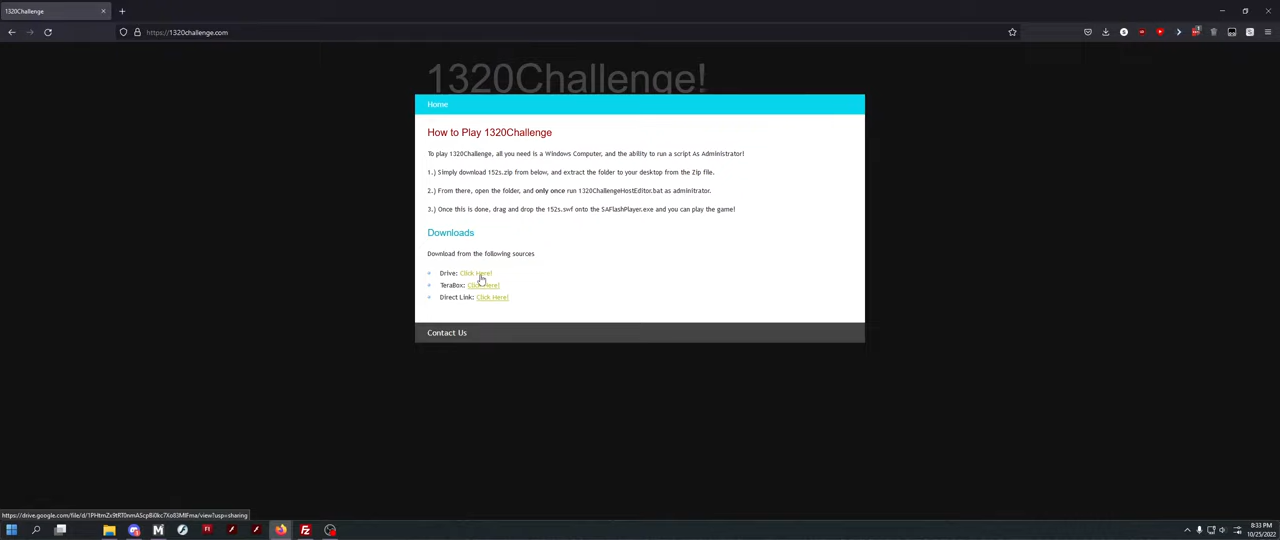 1320Challenge
https://1320challenge.com
1320Challenge!
Home
How to Play 1320Challenge
To play 1320Challenge, all you need is a Windows Computer, and the ability to run a script As Administrator!
1.) Simply download 152s.zip from below, and extract the folder to your desktop from the Zip file.
2.) From there, open the folder, and only once run 1320ChallengeHostEditor.bat as adminitrator.
3.) Once this is done, drag and drop the 152s.swf onto the SAFlashPlayer.exe and you can play the game!
Downloads
Download from the following sources
Drive: Click Here!
TeraBox: Click Here!
Direct Link: Click Here!
Contact Us
8:33 PM
10/25/2022